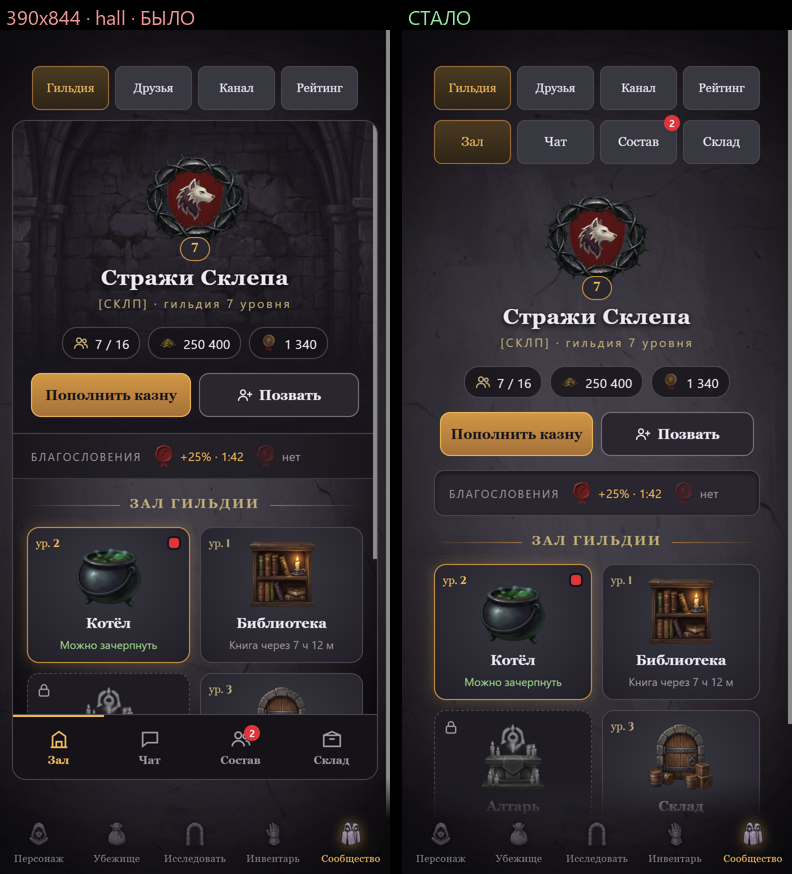 390x844 · hall · БЫЛО
Гильдия Друзья Канал Рейтинг
7
Стражи Склепа
[СКЛП] · гильдия 7 уровня
7 / 16 250 400 1 340
Пополнить казну Позвать
БЛАГОСЛОВЕНИЯ +25% · 1:42 нет
ЗАЛ ГИЛЬДИИ
ур. 2 ур. 1
Котёл Библиотека
Можно зачерпнуть Книга через 7 ч 12 м
ур. 3
2
Зал Чат Состав Склад
Персонаж Убежище Исследовать Инвентарь Сообщество
СТАЛО
Гильдия Друзья Канал Рейтинг
2
Зал Чат Состав Склад
7
Стражи Склепа
[СКЛП] · гильдия 7 уровня
7 / 16 250 400 1 340
Пополнить казну Позвать
БЛАГОСЛОВЕНИЯ +25% · 1:42 нет
ЗАЛ ГИЛЬДИИ
ур. 2 ур. 1
Котёл Библиотека
Можно зачерпнуть Книга через 7 ч 12 м
ур. 3
Алтарь Склад
Персонаж Убежище Исследовать Инвентарь Сообщество